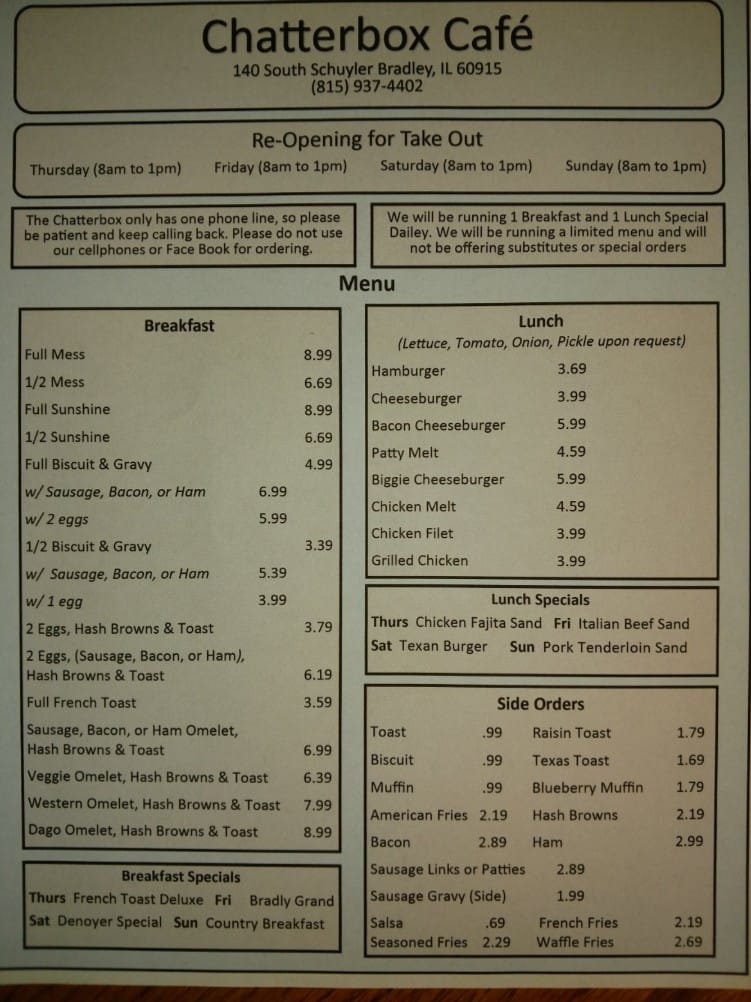 Chatterbox Café
140 South Schuyler Bradley, IL 60915
(815) 937-4402
Re-Opening for Take Out
Thursday (8am to 1pm) Friday (8am to 1pm) Saturday (8am to 1pm) Sunday (8am to 1pm)
The Chatterbox only has one phone line, so please
be patient and keep calling back. Please do not use
our cellphones or Face Book for ordering.
We will be running 1 Breakfast and 1 Lunch Special
Dailey. We will be running a limited menu and will
not be offering substitutes or special orders
Menu
Breakfast
Full Mess 8.99
1/2 Mess 6.69
Full Sunshine 8.99
1/2 Sunshine 6.69
Full Biscuit & Gravy 4.99
w/ Sausage, Bacon, or Ham 6.99
w/ 2 eggs 5.99
1/2 Biscuit & Gravy 3.39
w/ Sausage, Bacon, or Ham 5.39
w/ 1 egg 3.99
2 Eggs, Hash Browns & Toast 3.79
2 Eggs, (Sausage, Bacon, or Ham),
Hash Browns & Toast 6.19
Full French Toast 3.59
Sausage, Bacon, or Ham Omelet,
Hash Browns & Toast 6.99
Veggie Omelet, Hash Browns & Toast 6.39
Western Omelet, Hash Browns & Toast 7.99
Dago Omelet, Hash Browns & Toast 8.99
Breakfast Specials
Thurs French Toast Deluxe Fri Bradly Grand
Sat Denoyer Special Sun Country Breakfast
Lunch
(Lettuce, Tomato, Onion, Pickle upon request)
Hamburger 3.69
Cheeseburger 3.99
Bacon Cheeseburger 5.99
Patty Melt 4.59
Biggie Cheeseburger 5.99
Chicken Melt 4.59
Chicken Filet 3.99
Grilled Chicken 3.99
Lunch Specials
Thurs Chicken Fajita Sand Fri Italian Beef Sand
Sat Texan Burger Sun Pork Tenderloin Sand
Side Orders
Toast .99 Raisin Toast 1.79
Biscuit .99 Texas Toast 1.69
Muffin .99 Blueberry Muffin 1.79
American Fries 2.19 Hash Browns 2.19
Bacon 2.89 Ham 2.99
Sausage Links or Patties 2.89
Sausage Gravy (Side) 1.99
Salsa .69 French Fries 2.19
Seasoned Fries 2.29 Waffle Fries 2.69